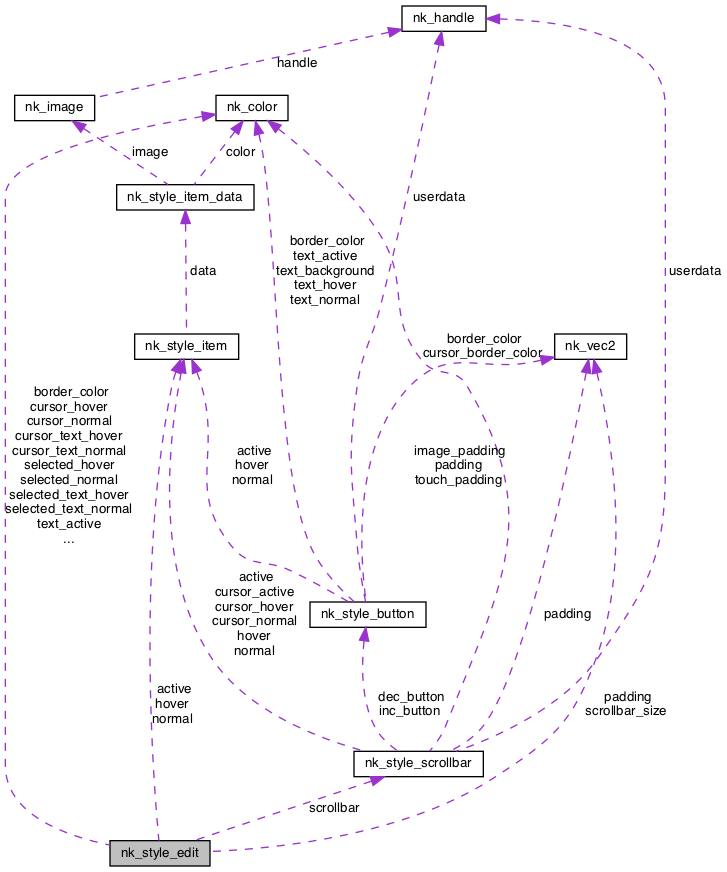 nk_handle
handle
nk_image
nk_color
image
color
nk_style_item_data
userdata
border_color
text_active
text_background
text_hover
text_normal
data
userdata
nk_style_item
border_color
cursor_border_color
nk_vec2
border_color
cursor_hover
cursor_normal
cursor_text_hover
cursor_text_normal
selected_hover
selected_normal
selected_text_hover
selected_text_normal
text_active
...
active
hover
normal
image_padding
padding
touch_padding
active
cursor_active
cursor_hover
cursor_normal
hover
normal
nk_style_button
padding
active
hover
normal
dec_button
inc_button
padding
scrollbar_size
nk_style_scrollbar
scrollbar
nk_style_edit